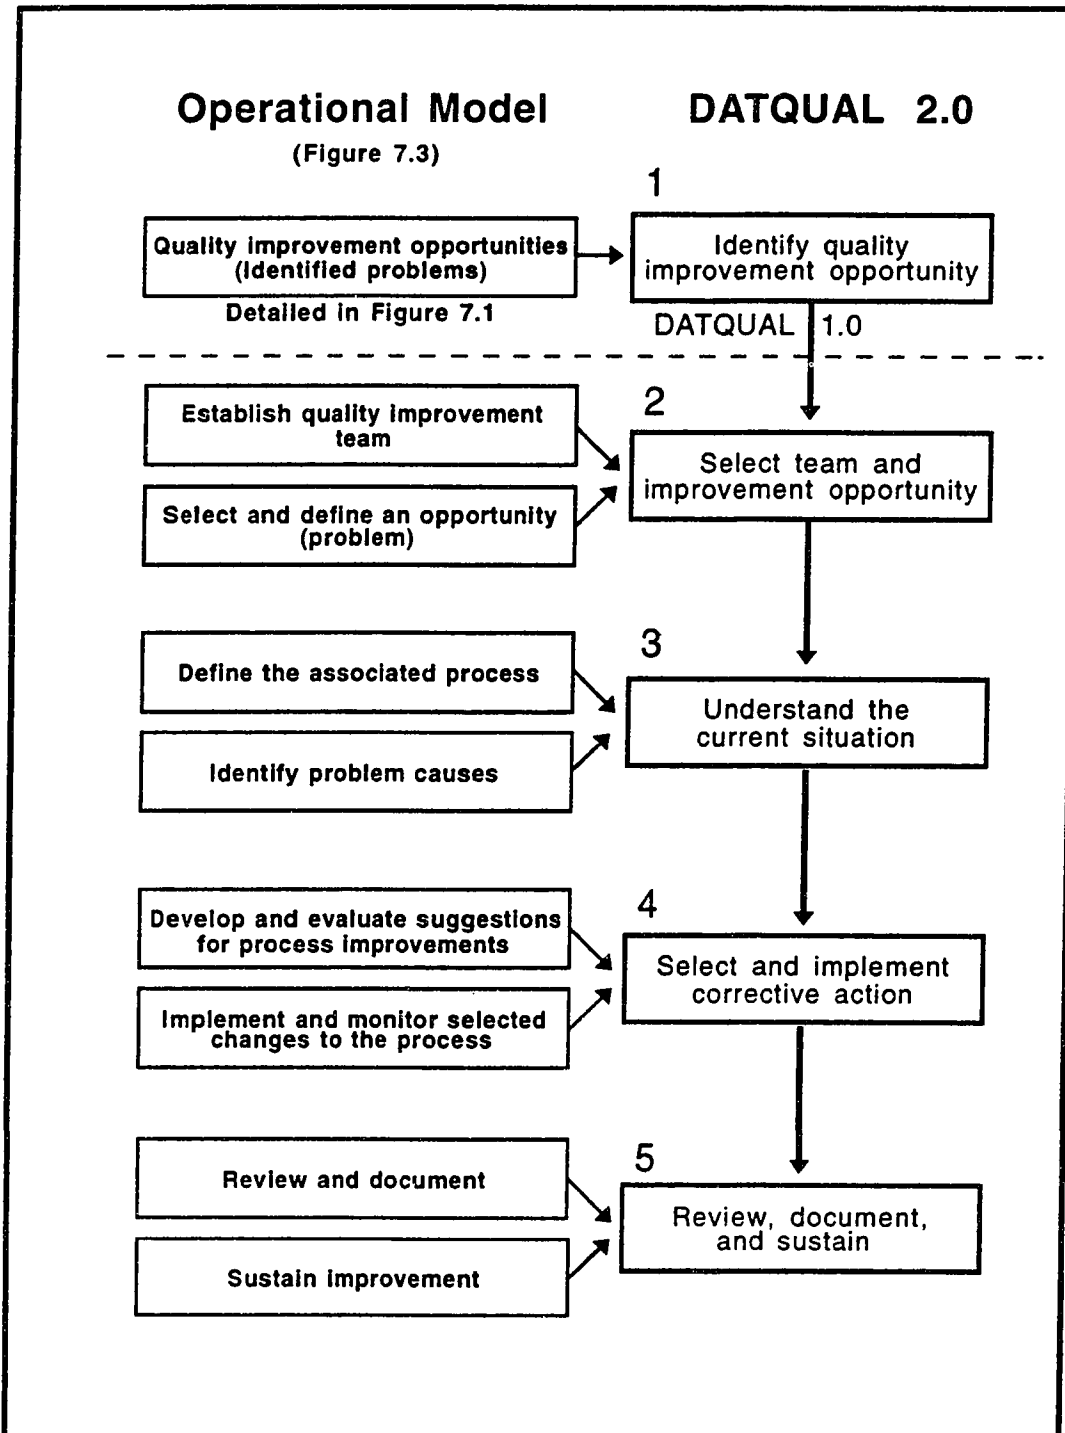 Operational Model
(Figure 7.3)
DATQUAL 2.0
Quality improvement opportunities
(Identified problems)
Detailed in Figure 7.1
1
Identify quality
improvement opportunity
DATQUAL 1.0
Establish quality improvement
team
Select and define an opportunity
(problem)
2
Select team and
improvement opportunity
Define the associated process
Identify problem causes
3
Understand the
current situation
Develop and evaluate suggestions
for process improvements
Implement and monitor selected
changes to the process
4
Select and implement
corrective action
Review and document
Sustain improvement
5
Review, document,
and sustain